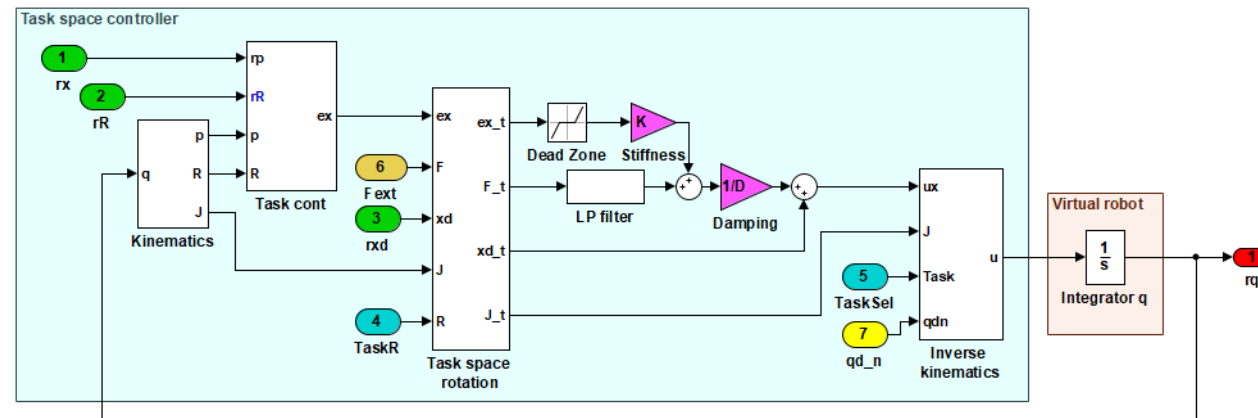 Task space controller
1
rx
2
rR
rp
rR
p
R
ex
Task cont
q
p
R
J
Kinematics
6
Fext
3
rxd
4
TaskR
ex
F
xd
J
R
ex_t
F_t
xd_t
J_t
Task space
rotation
Dead Zone
K
Stiffness
LP filter
+
+
1/D
Damping
+
+
5
TaskSel
7
qd_n
ux
J
Task
qdn
u
Inverse
kinematics
Virtual robot
1
s
Integrator q
1
rq